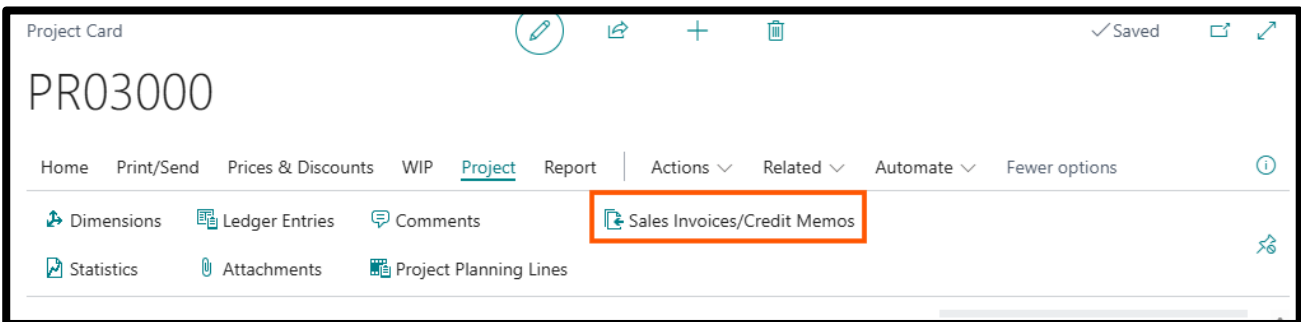 Project Card
Saved
PR03000
Home Print/Send Prices & Discounts WIP Project Report Actions Related Automate Fewer options
Dimensions Ledger Entries Comments Sales Invoices/Credit Memos
Statistics Attachments Project Planning Lines